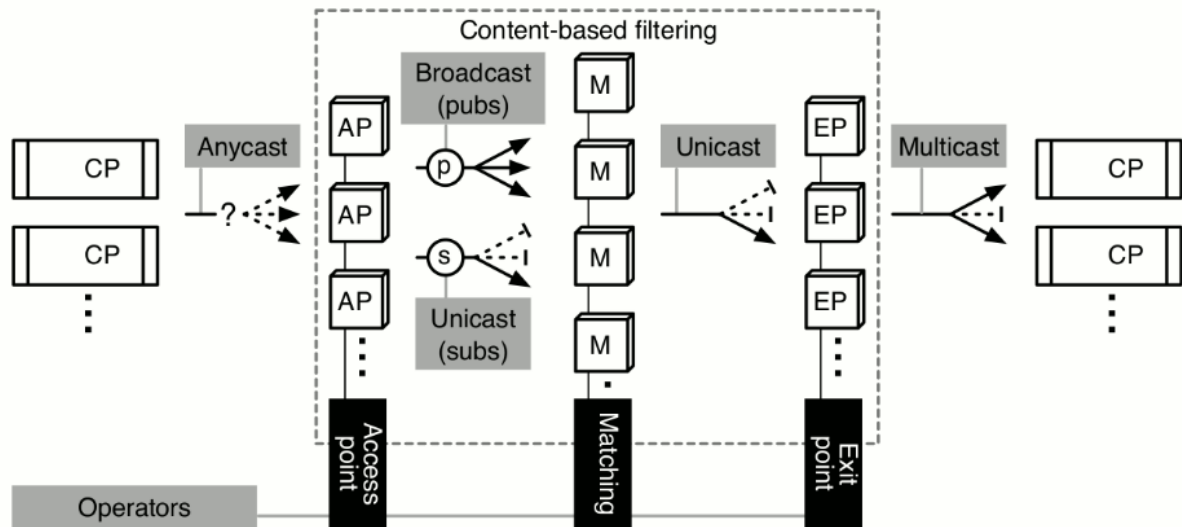 Content-based filtering
Broadcast
(pubs)
M
AP
EP
CP
Anycast
p
M
Unicast
Multicast
CP
?
AP
EP
CP
s
M
CP
AP
EP
Unicast
(subs)
M
Access
point
Matching
Exit
point
Operators